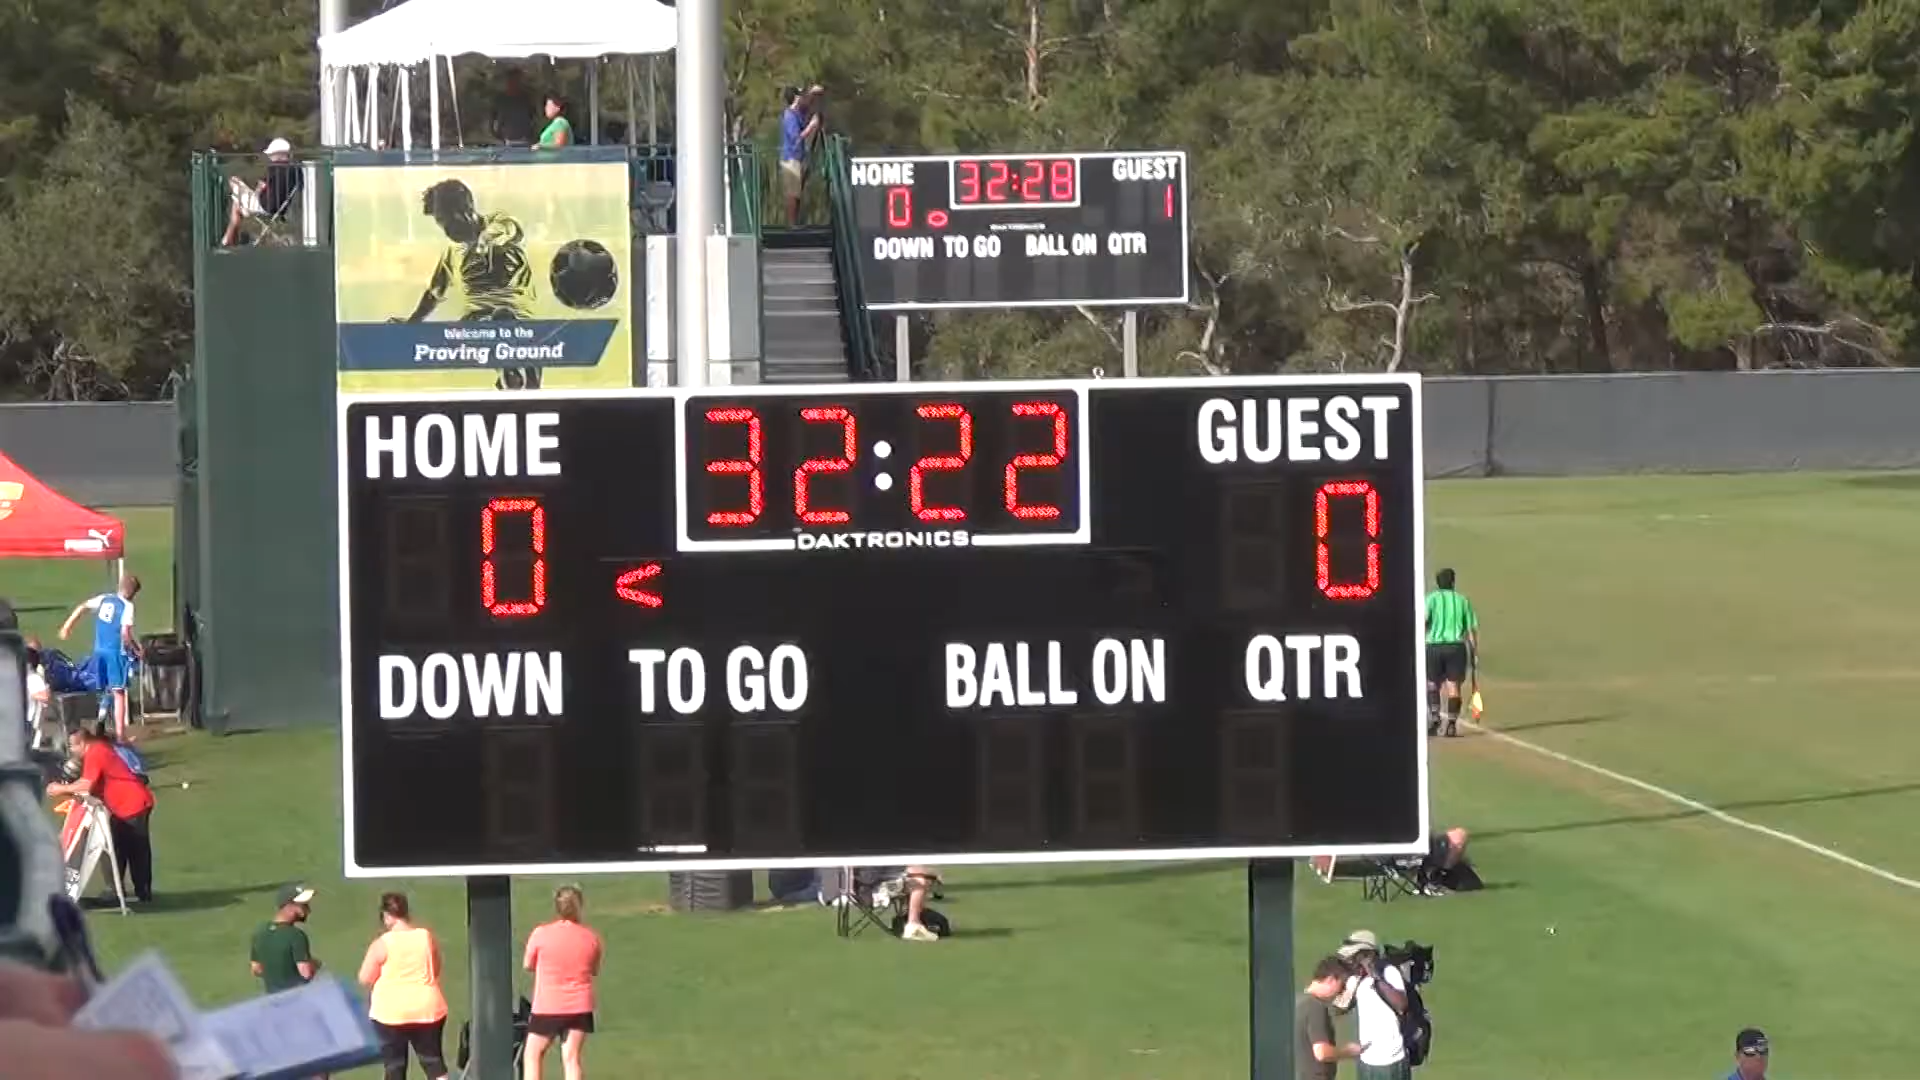 HOME 32:28 GUEST
0 1
DOWN TO GO BALL ON QTR
Welcome to the
Proving Ground
HOME 32:22 GUEST
DAKTRONICS
0 < 0
DOWN TO GO BALL ON QTR